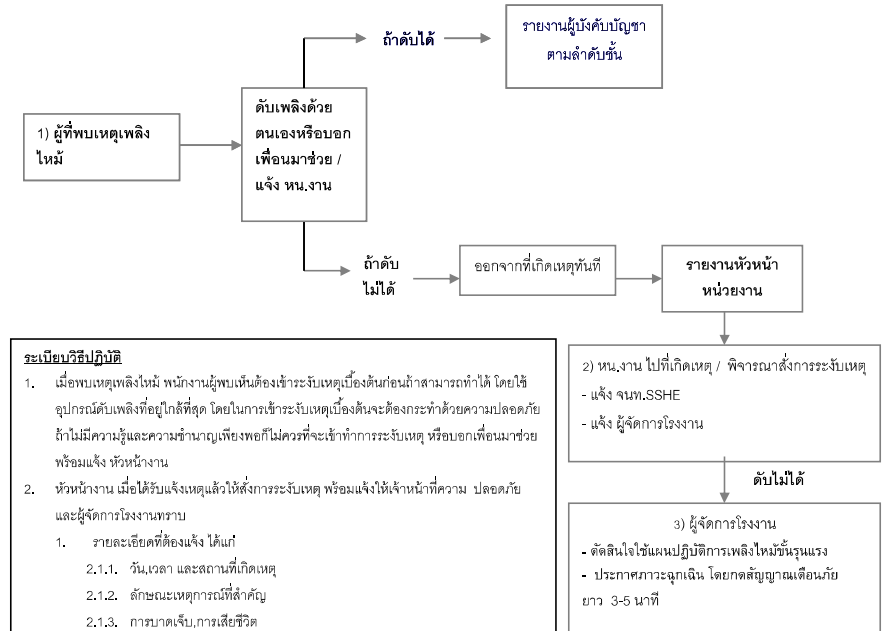 ถ้าดับได้
รายงานผู้บังคับบัญชา
ตามลำดับชั้น
1) ผู้ที่พบเหตุเพลิง
ไหม้
ดับเพลิงด้วย
ตนเองหรือบอก
เพื่อนมาช่วย /
แจ้ง หน.งาน
ถ้าดับ
ไม่ได้
ออกจากที่เกิดเหตุทันที
รายงานหัวหน้า
หน่วยงาน
2) หน.งาน ไปที่เกิดเหตุ / พิจารณาสั่งการระงับเหตุ
- แจ้ง จนท.SSHE
- แจ้ง ผู้จัดการโรงงาน
ดับไม่ได้
3) ผู้จัดการโรงงาน
- ตัดสินใจใช้แผนปฏิบัติการเพลิงไหม้ขั้นรุนแรง
- ประกาศภาวะฉุกเฉิน โดยกดสัญญาณเตือนภัย
ยาว 3-5 นาที
ระเบียบวิธีปฏิบัติ
1. เมื่อพบเหตุเพลิงไหม้ พนักงานผู้พบเห็นต้องเข้าระงับเหตุเบื้องต้นก่อนถ้าสามารถทำได้ โดยใช้
อุปกรณ์ดับเพลิงที่อยู่ใกล้ที่สุด โดยในการเข้าระงับเหตุเบื้องต้นจะต้องกระทำด้วยความปลอดภัย
ถ้าไม่มีความรู้และความชำนาญเพียงพอก็ไม่ควรที่จะเข้าทำการระงับเหตุ หรือบอกเพื่อนมาช่วย
พร้อมแจ้ง หัวหน้างาน
2. หัวหน้างาน เมื่อได้รับแจ้งเหตุแล้วให้สั่งการระงับเหตุ พร้อมแจ้งให้เจ้าหน้าที่ความ ปลอดภัย
และผู้จัดการโรงงานทราบ
1. รายละเอียดที่ต้องแจ้ง ได้แก่
2.1.1. วัน,เวลา และสถานที่เกิดเหตุ
2.1.2. ลักษณะเหตุการณ์ที่สำคัญ
2.1.3. การบาดเจ็บ,การเสียชีวิต